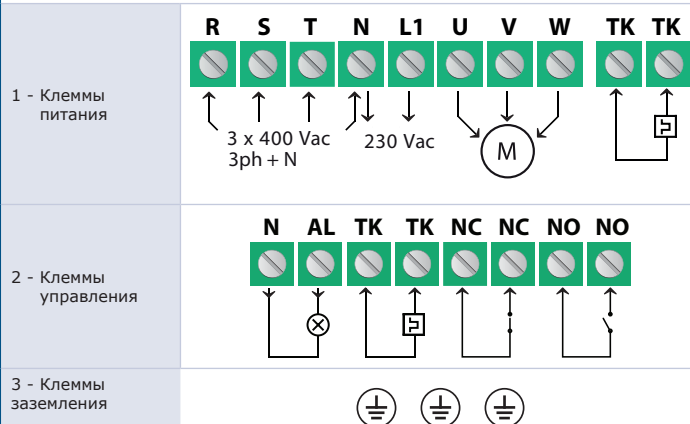 R S T N L1 U V W TK TK
1 - Клеммы
питания
3 x 400 Vac
3ph + N
230 Vac
M
N AL TK TK NC NC NO NO
2 - Клеммы
управления
3 - Клеммы
заземления